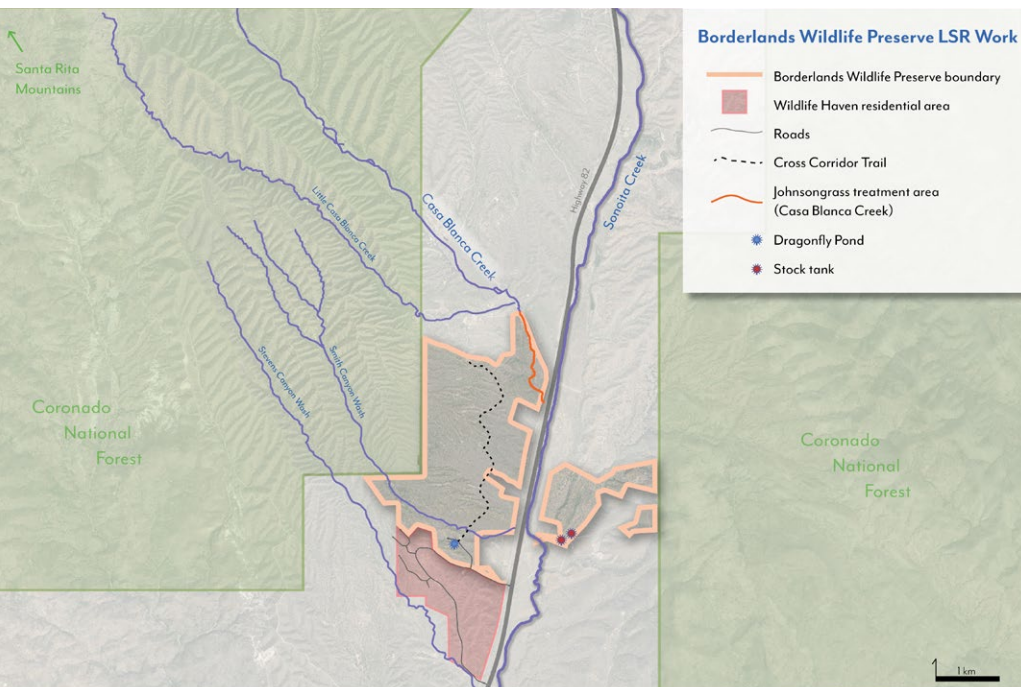 Borderlands Wildlife Preserve LSR Work
Borderlands Wildlife Preserve boundary
Wildlife Haven residential area
Roads
Cross Corridor Trail
Johnsongrass treatment area
(Casa Blanca Creek)
Dragonfly Pond
Stock tank
Santa Rita
Mountains
Little Casa Blanca Creek
Casa Blanca Creek
Highway 82
Sonoita Creek
Stevens Canyon Wash
Smith Canyon Wash
Coronado
National
Forest
Coronado
National
Forest
1 km